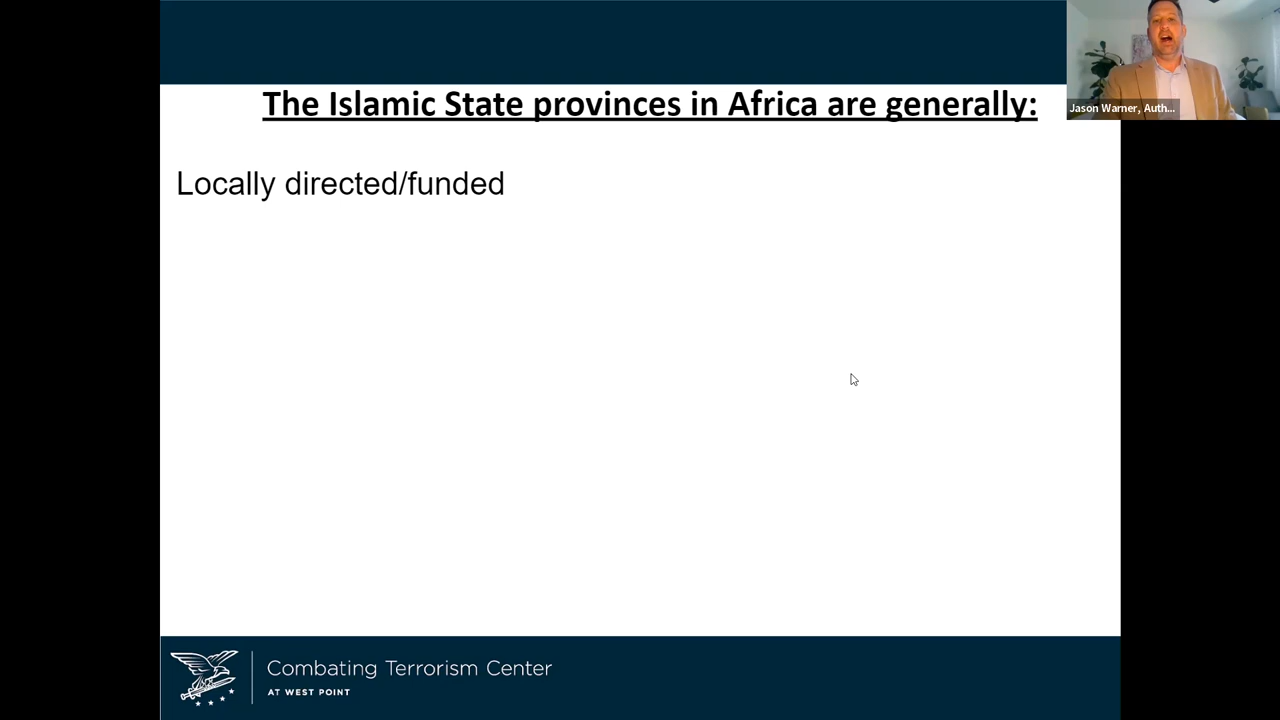 Jason Warner, Auth...
The Islamic State provinces in Africa are generally:
Locally directed/funded
Combating Terrorism Center
AT WEST POINT